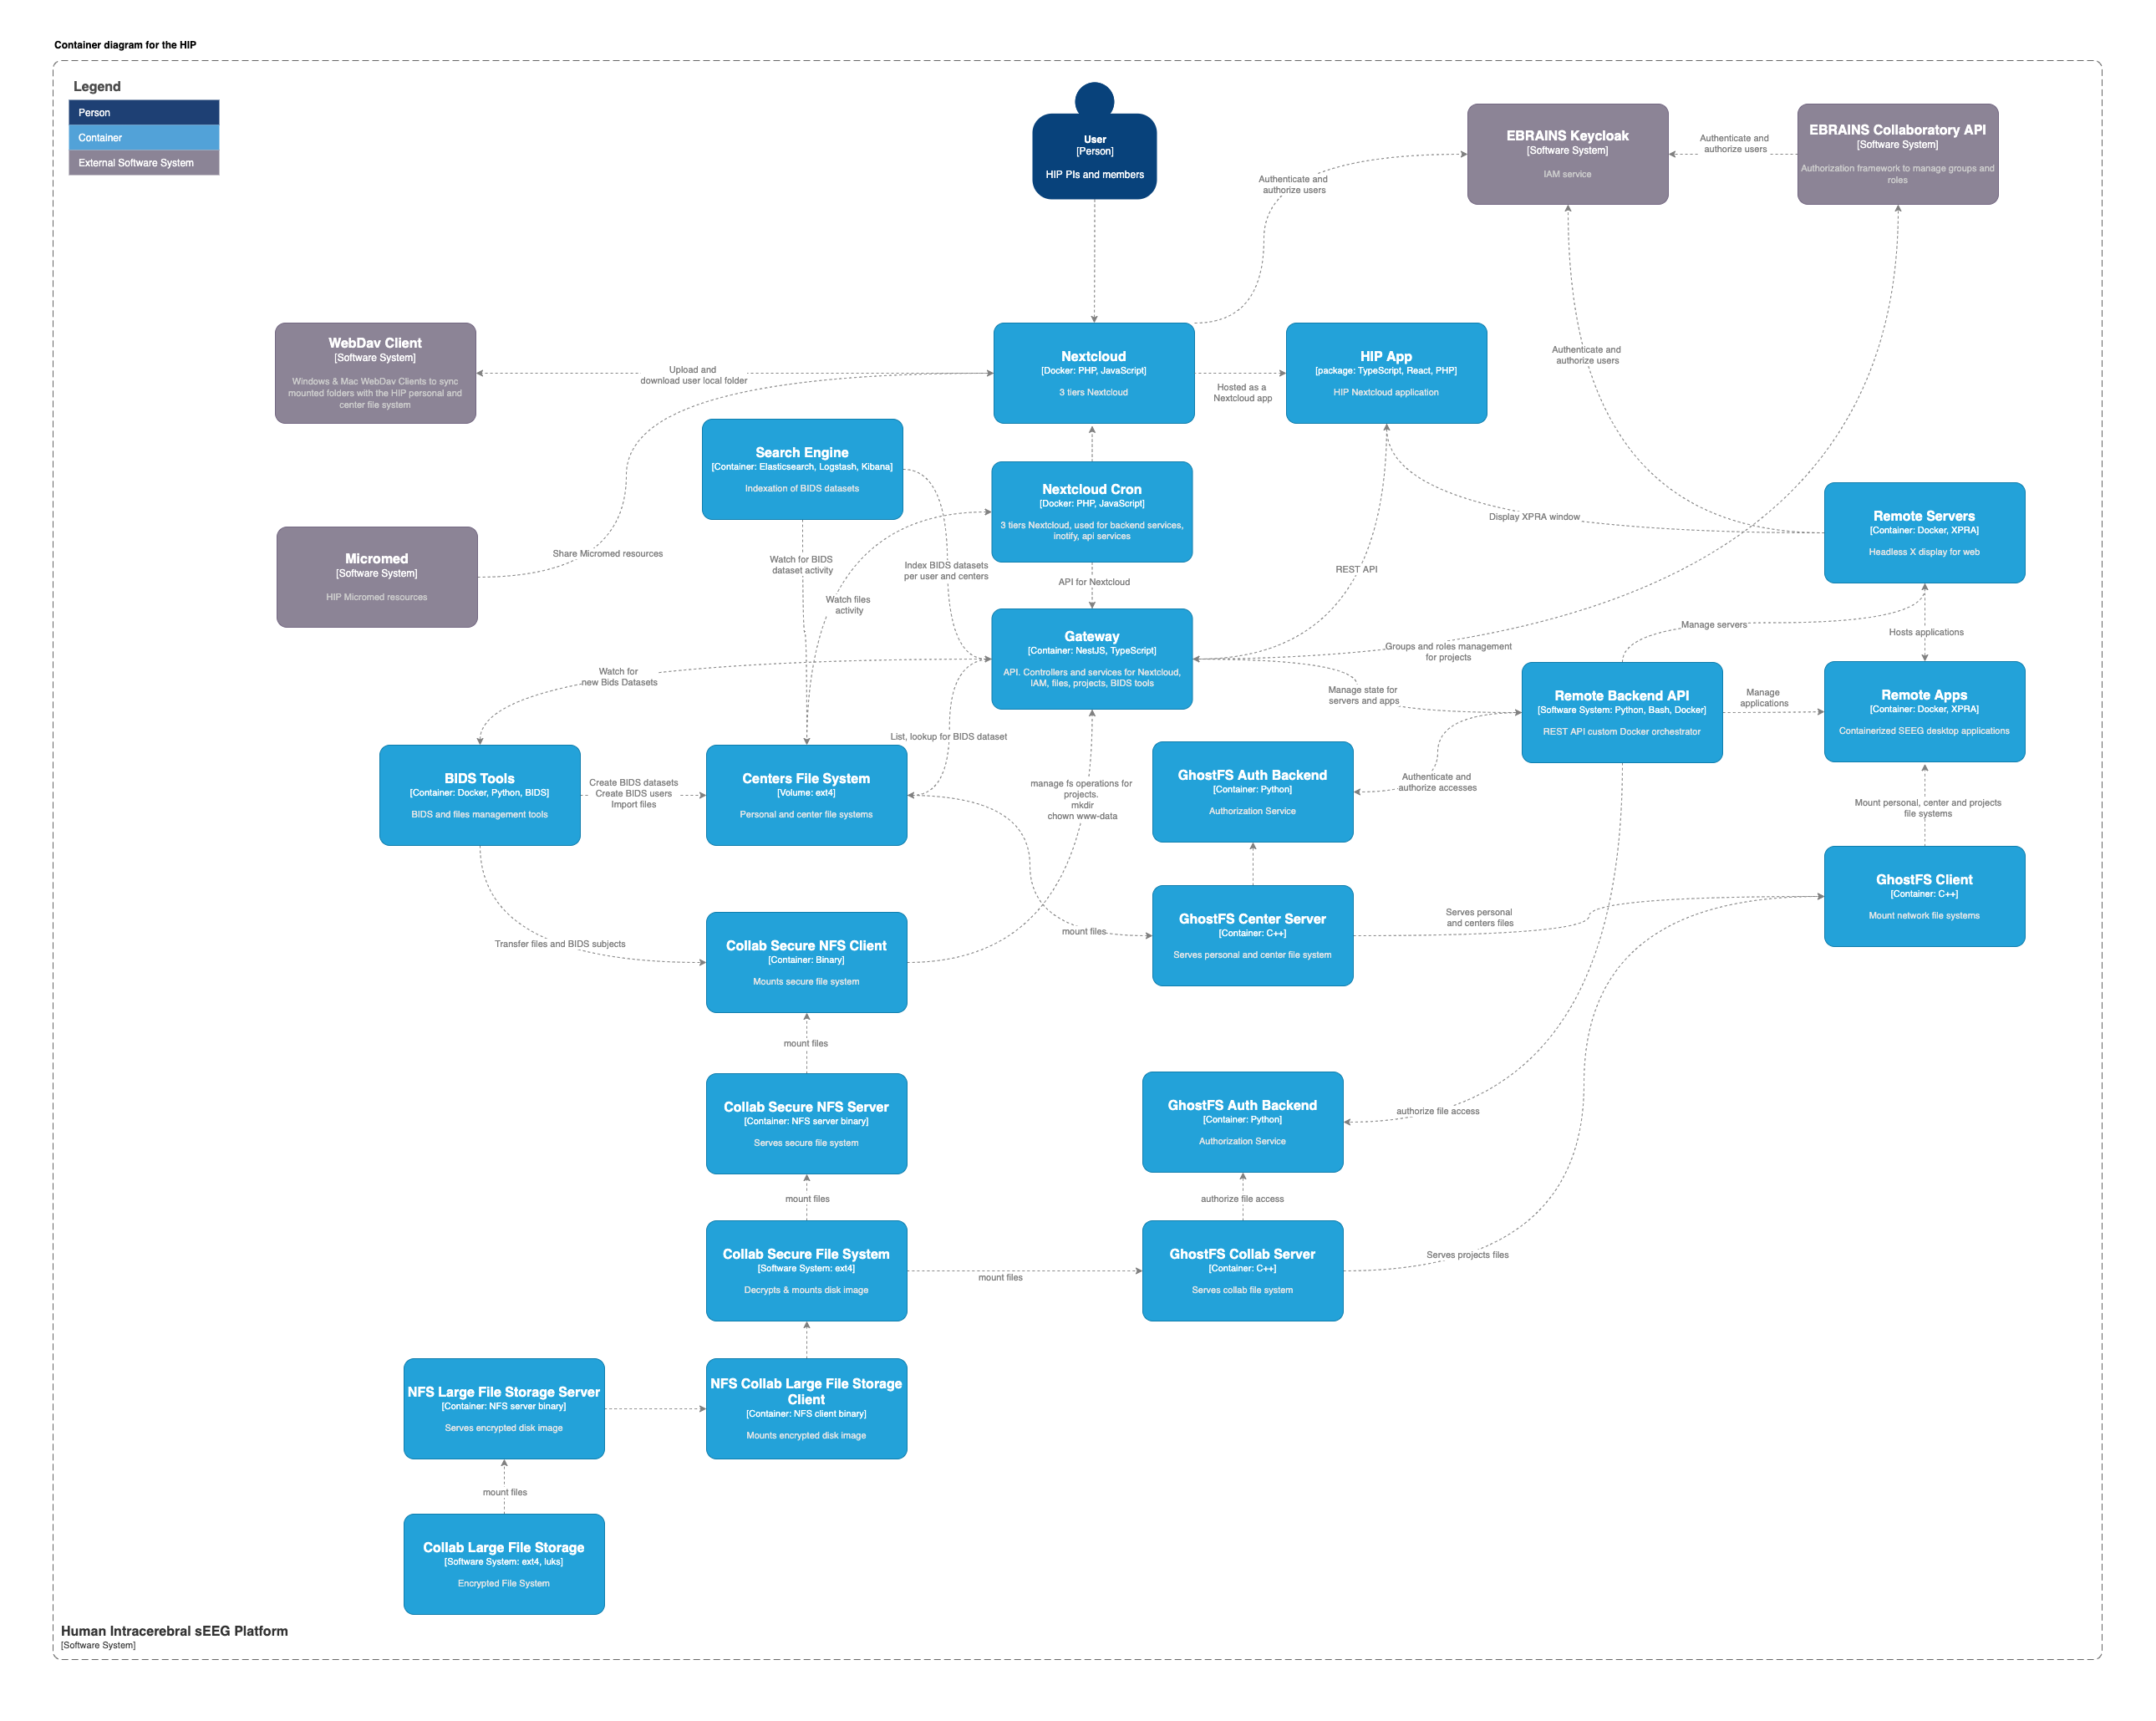 Container diagram for the HIP
Legend
Person
Container
External Software System
User
[Person]
HIP PIs and members
EBRAINS Keycloak
[Software System]
IAM service
Authenticate and
authorize users
EBRAINS Collaboratory API
[Software System]
Authorization framework to manage groups and
roles
Authenticate and
authorize users
WebDav Client
[Software System]
Windows & Mac WebDav Clients to sync
mounted folders with the HIP personal and
center file system
Upload and
download user local folder
Nextcloud
[Docker: PHP, JavaScript]
3 tiers Nextcloud
Hosted as a
Nextcloud app
HIP App
[package: TypeScript, React, PHP]
HIP Nextcloud application
Authenticate and
authorize users
Search Engine
[Container: Elasticsearch, Logstash, Kibana]
Indexation of BIDS datasets
Nextcloud Cron
[Docker: PHP, JavaScript]
3 tiers Nextcloud, used for backend services,
inotify, api services
Display XPRA window
Remote Servers
[Container: Docker, XPRA]
Headless X display for web
Micromed
[Software System]
HIP Micromed resources
Share Micromed resources
Watch for BIDS
dataset activity
Index BIDS datasets
per user and centers
Watch files
activity
API for Nextcloud
REST API
Gateway
[Container: NestJS, TypeScript]
API. Controllers and services for Nextcloud,
IAM, files, projects, BIDS tools
Groups and roles management
for projects
Manage servers
Hosts applications
Watch for
new Bids Datasets
Manage state for
servers and apps
Remote Backend API
[Software System: Python, Bash, Docker]
REST API custom Docker orchestrator
Manage
applications
Remote Apps
[Container: Docker, XPRA]
Containerized SEEG desktop applications
List, lookup for BIDS dataset
BIDS Tools
[Container: Docker, Python, BIDS]
BIDS and files management tools
Create BIDS datasets
Create BIDS users
Import files
Centers File System
[Volume: ext4]
Personal and center file systems
manage fs operations for
projects.
mkdir
chown www-data
GhostFS Auth Backend
[Container: Python]
Authorization Service
Authenticate and
authorize accesses
Mount personal, center and projects
file systems
GhostFS Client
[Container: C++]
Mount network file systems
Transfer files and BIDS subjects
Collab Secure NFS Client
[Container: Binary]
Mounts secure file system
mount files
GhostFS Center Server
[Container: C++]
Serves personal and center file system
Serves personal
and centers files
mount files
Collab Secure NFS Server
[Container: NFS server binary]
Serves secure file system
GhostFS Auth Backend
[Container: Python]
Authorization Service
authorize file access
mount files
authorize file access
Collab Secure File System
[Software System: ext4]
Decrypts & mounts disk image
mount files
GhostFS Collab Server
[Container: C++]
Serves collab file system
Serves projects files
NFS Large File Storage Server
[Container: NFS server binary]
Serves encrypted disk image
NFS Collab Large File Storage
Client
[Container: NFS client binary]
Mounts encrypted disk image
mount files
Collab Large File Storage
[Software System: ext4, luks]
Encrypted File System
Human Intracerebral sEEG Platform
[Software System]